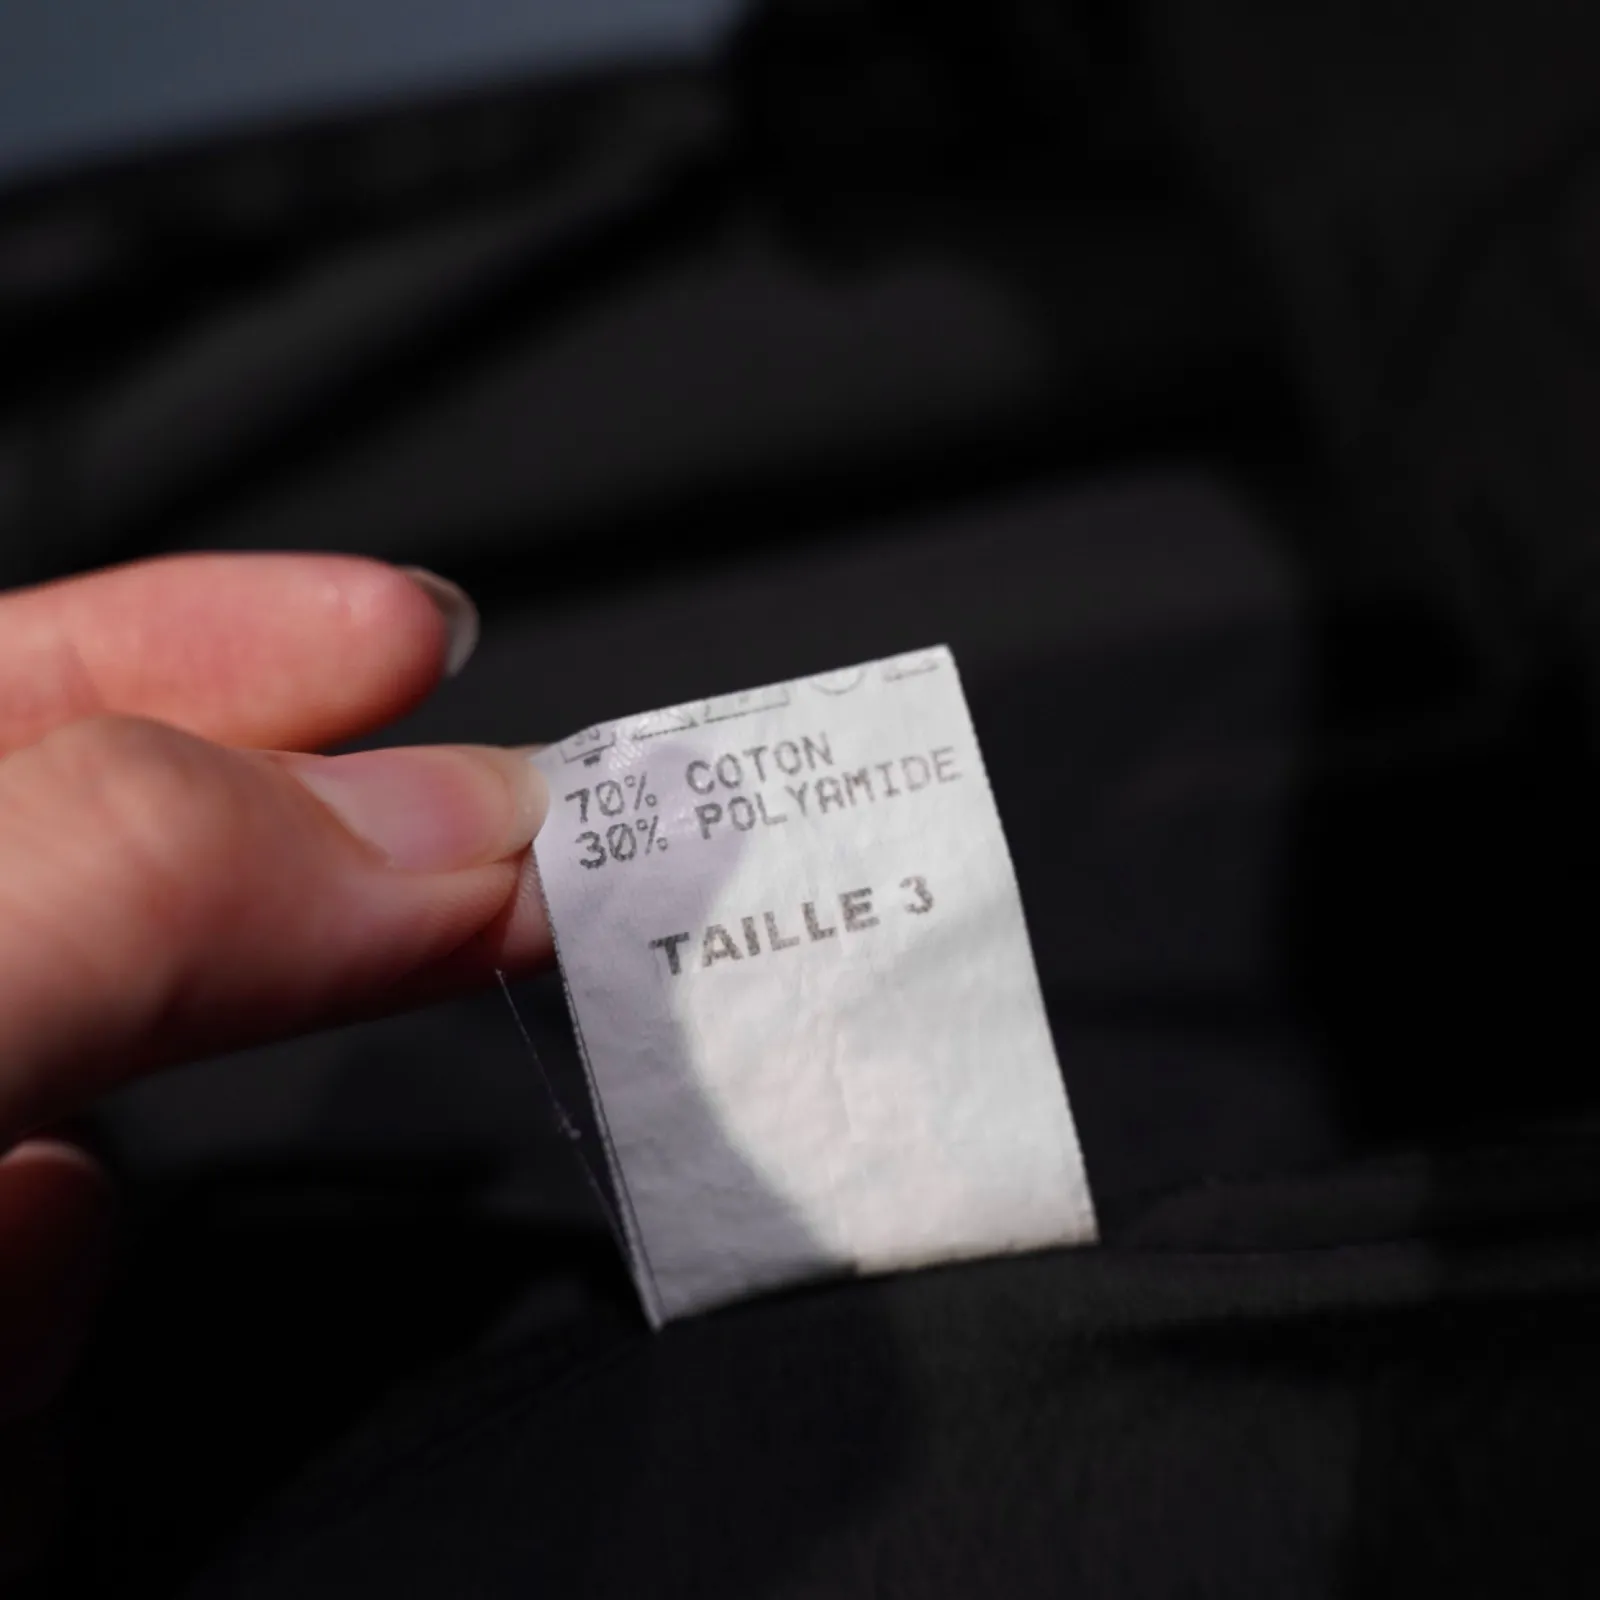 70% COTON
30% POLYAMIDE
TAILLE 3